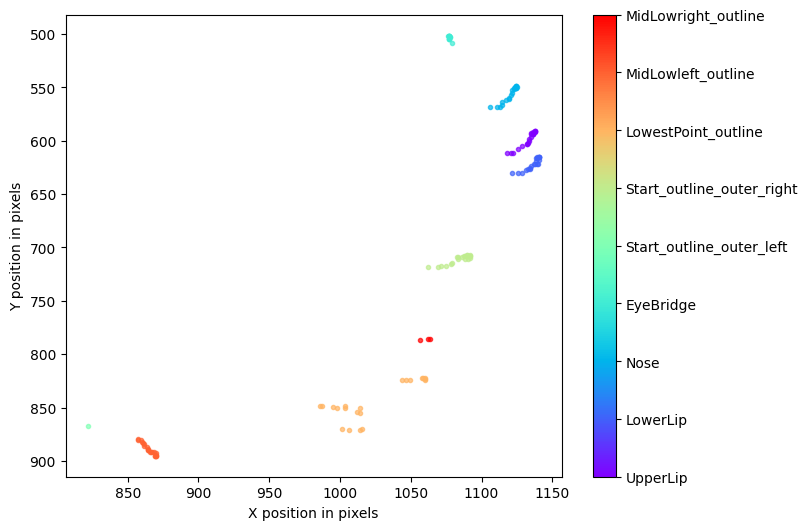 500
550
600
650
700
750
800
850
900
Y position in pixels
850
900
950
1000
1050
1100
1150
X position in pixels
MidLowright_outline
MidLowleft_outline
LowestPoint_outline
Start_outline_outer_right
Start_outline_outer_left
EyeBridge
Nose
LowerLip
UpperLip